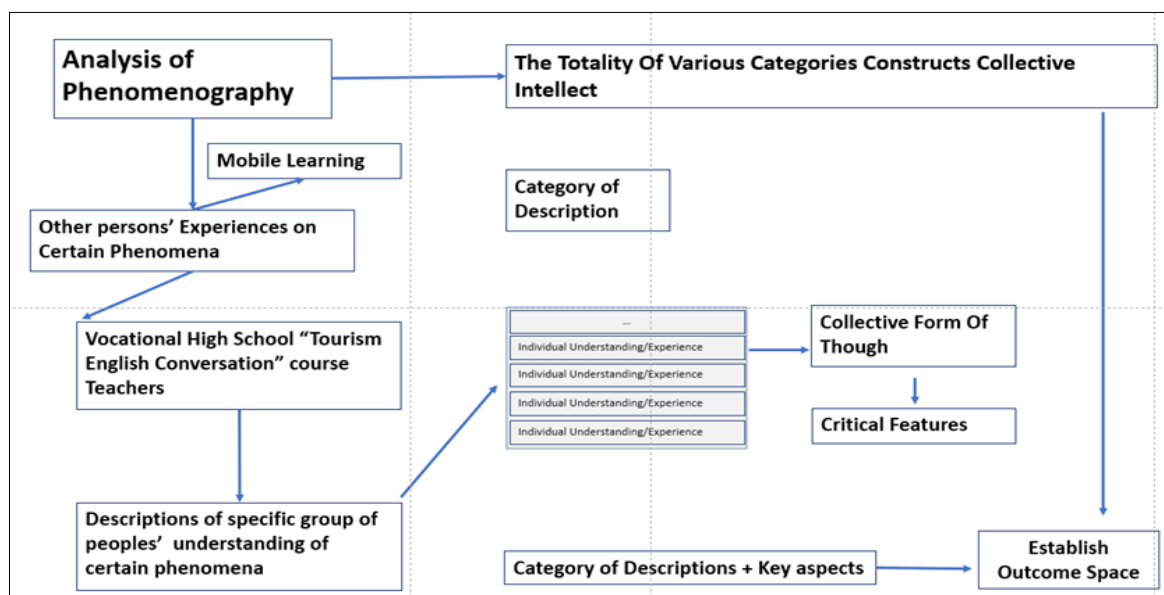 Analysis of
Phenomenography
The Totality Of Various Categories Constructs Collective
Intellect
Mobile Learning
Category of
Description
Other persons’ Experiences on
Certain Phenomena
Vocational High School “Tourism
English Conversation” course
Teachers
...
Individual Understanding/Experience
Individual Understanding/Experience
Individual Understanding/Experience
Individual Understanding/Experience
Collective Form Of
Though
Critical Features
Descriptions of specific group of
peoples’ understanding of
certain phenomena
Category of Descriptions + Key aspects
Establish
Outcome Space